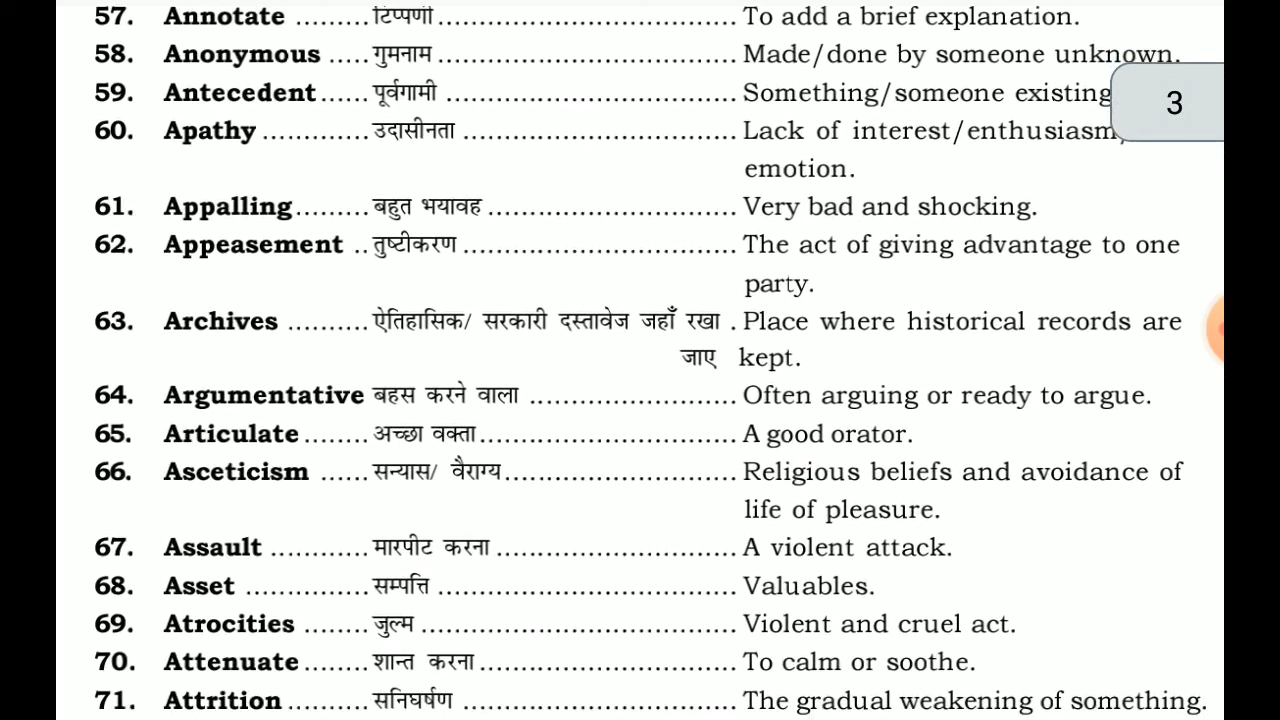 57. Annotate ......... टिप्पणी ..................................... To add a brief explanation.
58. Anonymous ..... गुमनाम ..................................... Made/done by someone unknown.
59. Antecedent ...... पूर्वगामी .................................... Something/someone existing
3
60. Apathy ............. उदासीनता .................................. Lack of interest/enthusiasm/
emotion.
61. Appalling ......... बहुत भयावह ............................... Very bad and shocking.
62. Appeasement .. तुष्टीकरण .................................. The act of giving advantage to one
party.
63. Archives .......... ऐतिहासिक/ सरकारी दस्तावेज जहाँ रखा . Place where historical records are
जाए kept.
64. Argumentative बहस करने वाला .......................... Often arguing or ready to argue.
65. Articulate ........ अच्छा वक्ता ................................ A good orator.
66. Asceticism ...... सन्यास/ वैराग्य ............................. Religious beliefs and avoidance of
life of pleasure.
67. Assault ............ मारपीट करना .............................. A violent attack.
68. Asset ............... सम्पत्ति ..................................... Valuables.
69. Atrocities ........ जुल्म ....................................... Violent and cruel act.
70. Attenuate ........ शान्त करना ................................ To calm or soothe.
71. Attrition .......... सनिघर्षण .................................. The gradual weakening of something.